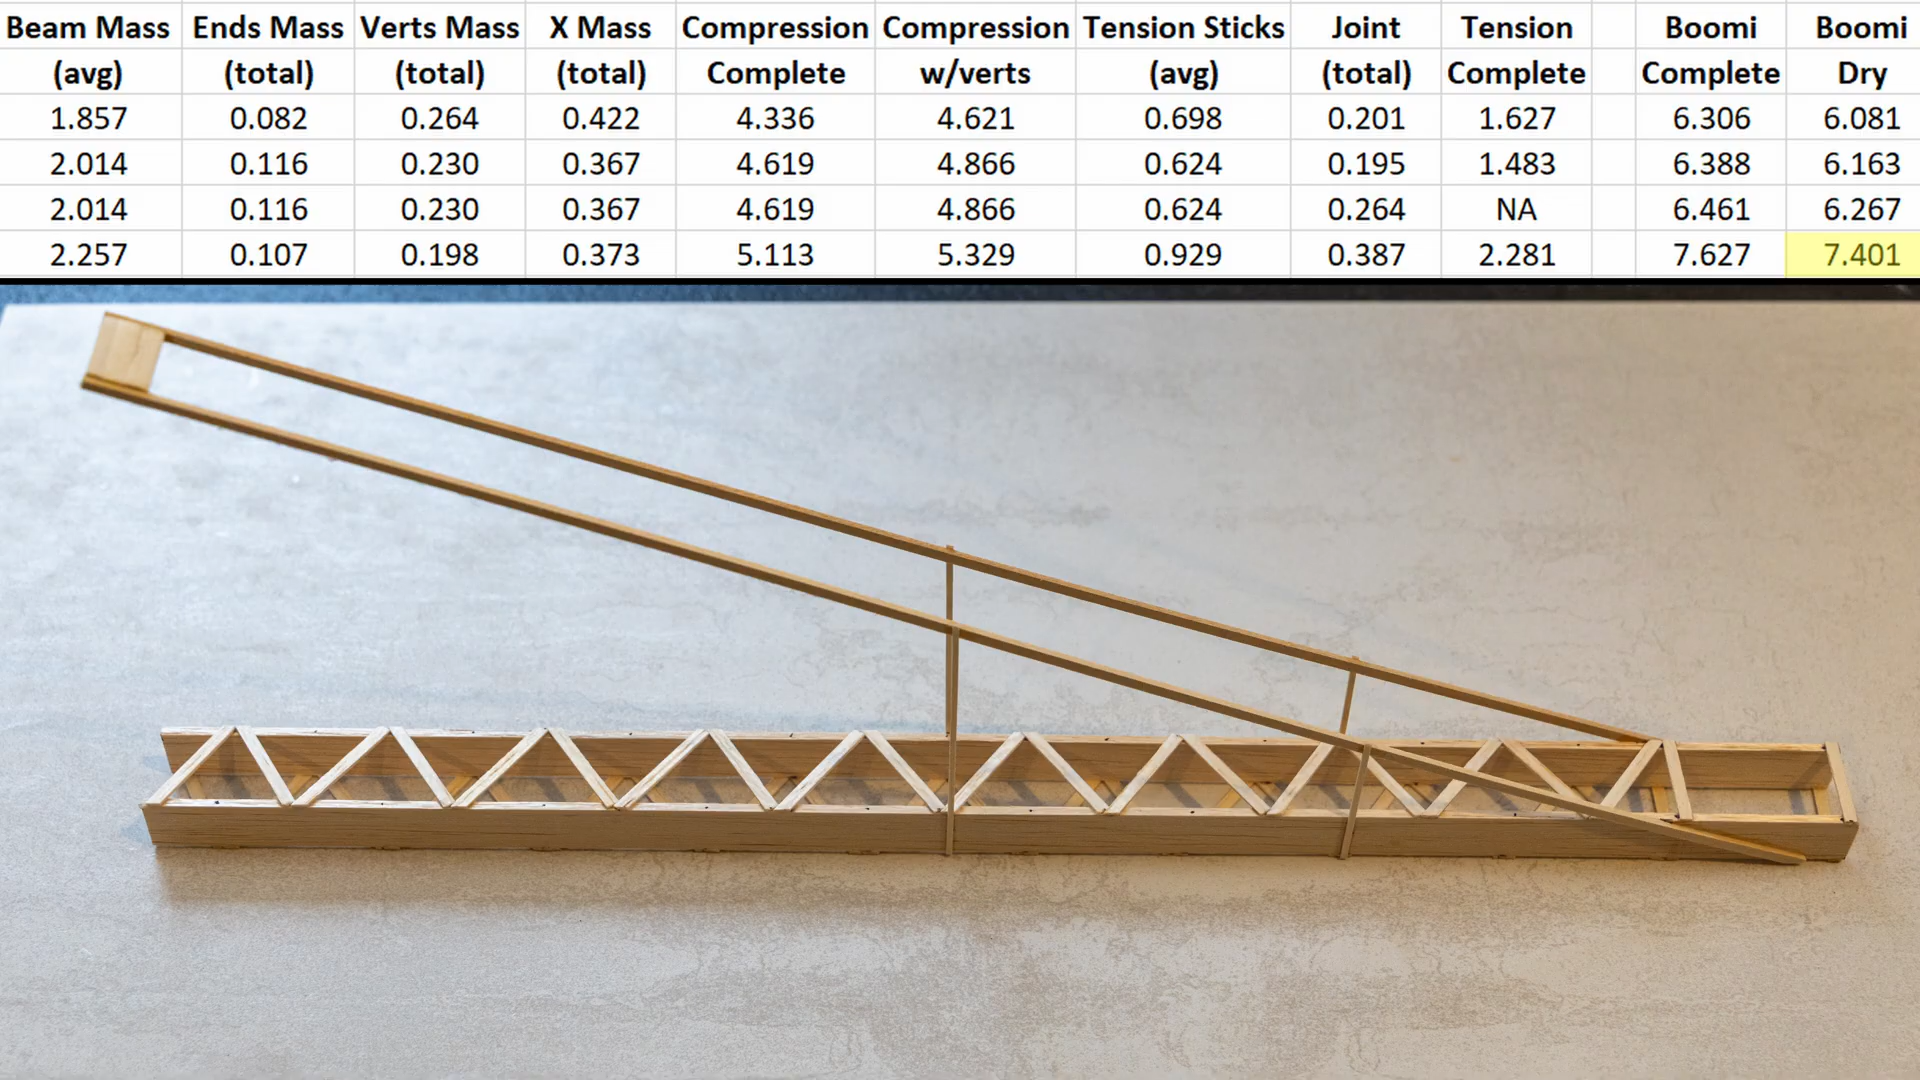 Beam Mass Ends Mass Verts Mass X Mass Compression Compression Tension Sticks Joint Tension Boomi Boomi
(avg) (total) (total) (total) Complete w/verts (avg) (total) Complete Complete Dry
1.857 0.082 0.264 0.422 4.336 4.621 0.698 0.201 1.627 6.306 6.081
2.014 0.116 0.230 0.367 4.619 4.866 0.624 0.195 1.483 6.388 6.163
2.014 0.116 0.230 0.367 4.619 4.866 0.624 0.264 NA 6.461 6.267
2.257 0.107 0.198 0.373 5.113 5.329 0.929 0.387 2.281 7.627 7.401